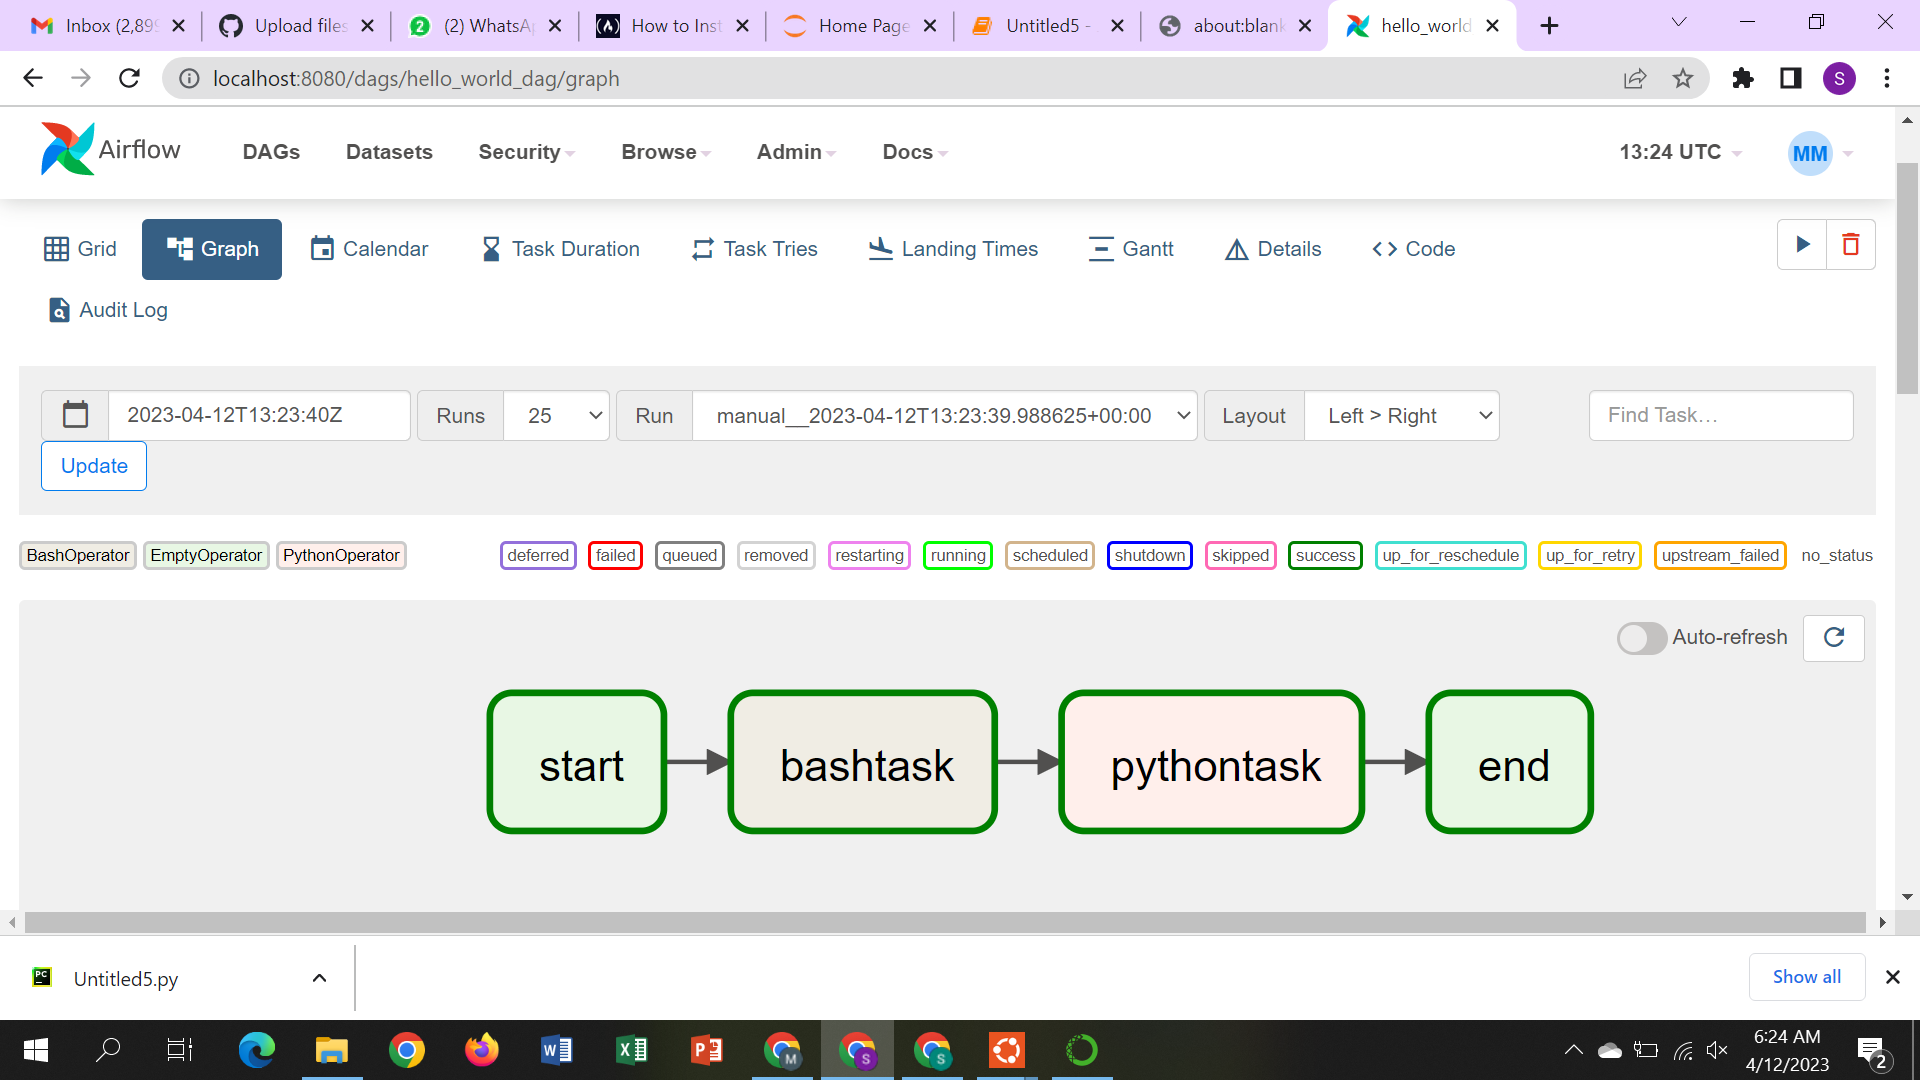 Inbox (2,899
Upload files
(2) WhatsAp
How to Inst
Home Page
Untitled5 -
about:blank
hello_world
localhost:8080/dags/hello_world_dag/graph
S
Airflow
DAGs
Datasets
Security
Browse
Admin
Docs
13:24 UTC
MM
Grid
Graph
Calendar
Task Duration
Task Tries
Landing Times
Gantt
Details
Code
Audit Log
2023-04-12T13:23:40Z
Runs
25
Run
manual__2023-04-12T13:23:39.988625+00:00
Layout
Left > Right
Find Task…
Update
BashOperator
EmptyOperator
PythonOperator
deferred
failed
queued
removed
restarting
running
scheduled
shutdown
skipped
success
up_for_reschedule
up_for_retry
upstream_failed
no_status
Auto-refresh
start
bashtask
pythontask
end
PC
Untitled5.py
Show all
M
S
S
6:24 AM
4/12/2023
2